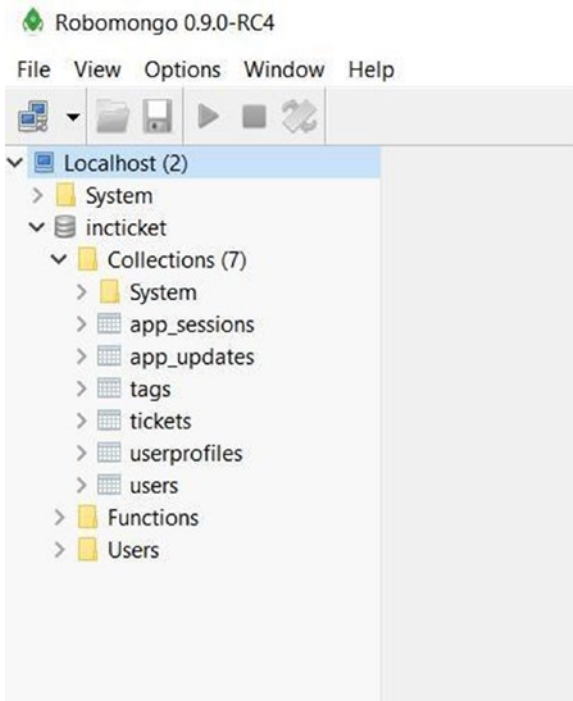 Robomongo 0.9.0-RC4
File View Options Window Help
Localhost (2)
System
incticket
Collections (7)
System
app_sessions
app_updates
tags
tickets
userprofiles
users
Functions
Users